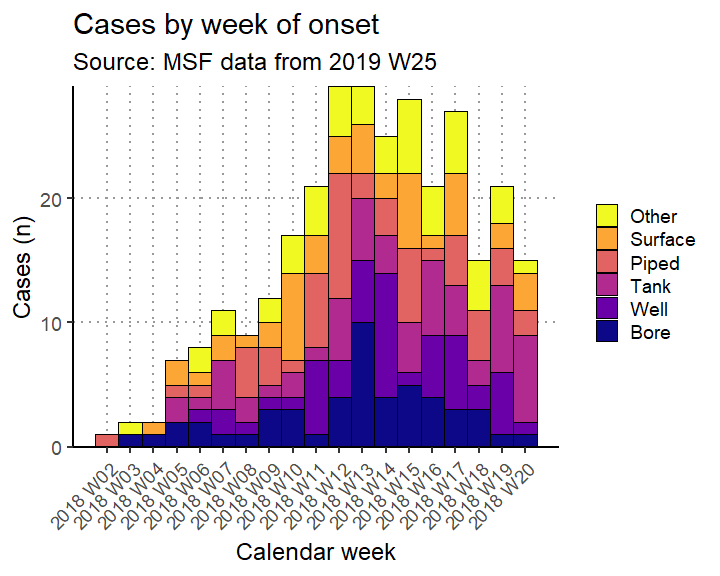 Cases by week of onset
Source: MSF data from 2019 W25
Cases (n)
20
10
0
2018 W02
2018 W03
2018 W04
2018 W05
2018 W06
2018 W07
2018 W08
2018 W09
2018 W10
2018 W11
2018 W12
2018 W13
2018 W14
2018 W15
2018 W16
2018 W17
2018 W18
2018 W19
2018 W20
Calendar week
Other
Surface
Piped
Tank
Well
Bore